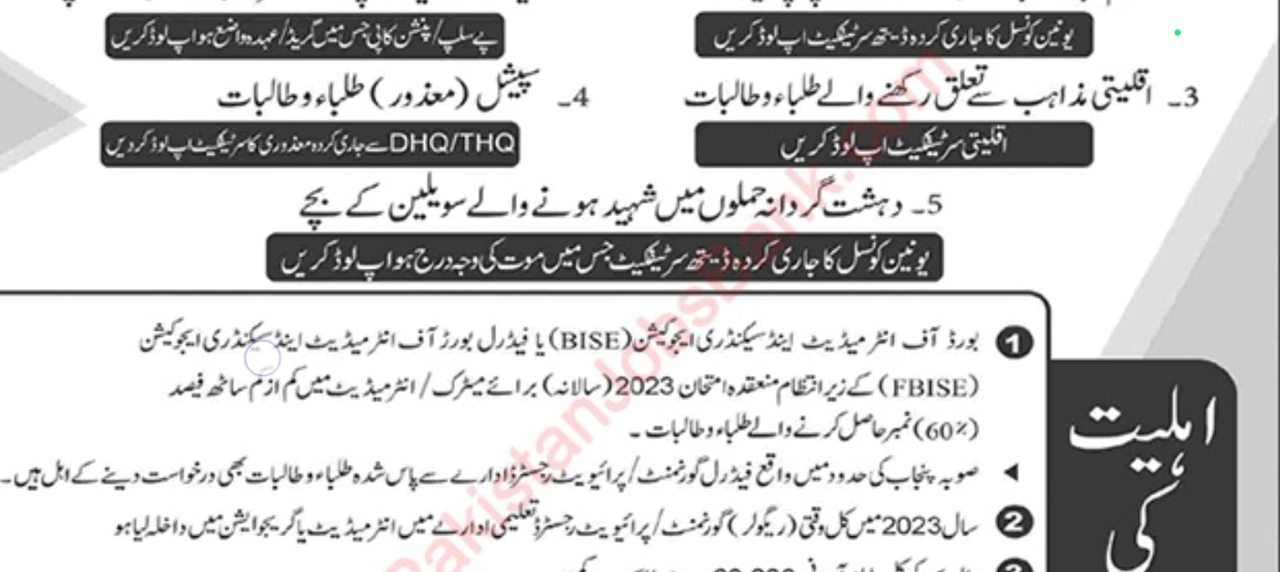 یونین کونسل کا جاری کردہ ڈیتھ سرٹیفکیٹ اپ لوڈ کریں
پے سلپ/پنشن کاپی جس میں گریڈ/عہدہ واضع ہو اپ لوڈ کریں
3۔ اقلیتی مذاہب سے تعلق رکھنے والے طلباء و طالبات
4۔ سپیشل (معذور) طلباء و طالبات
اقلیتی سرٹیفکیٹ اپ لوڈ کریں
DHQ/THQ سے جاری کردہ معذوری کا سرٹیفکیٹ اپ لوڈ کر دیں
5۔ دہشت گردانہ حملوں میں شہید ہونے والے سویلین کے بچے
یونین کونسل کا جاری کردہ ڈیتھ سرٹیفکیٹ جس میں موت کی وجہ درج ہو اپ لوڈ کریں
اہلیت
کی
1 بورڈ آف انٹرمیڈیٹ اینڈ سیکنڈری ایجوکیشن (BISE) یا فیڈرل بورڈ آف انٹرمیڈیٹ اینڈ سیکنڈری ایجوکیشن
(FBISE) کے زیر انتظام منعقدہ امتحان 2023 (سالانہ) برائے میٹرک / انٹرمیڈیٹ میں کم از کم ساٹھ فیصد
(60%) نمبر حاصل کرنے والے طلباء و طالبات ۔
◄ صوبہ پنجاب کی حدود میں واقع فیڈرل گورنمنٹ/پرائیویٹ رجسٹرڈ ادارے سے پاس شدہ طلباء و طالبات بھی درخواست دینے کے اہل ہیں۔
2 سال 2023 میں کل وقتی (ریگولر) گورنمنٹ/پرائیویٹ رجسٹرڈ تعلیمی ادارے میں انٹرمیڈیٹ یا گریجوایشن میں داخلہ لیا ہو
PakistanJobsBank.com